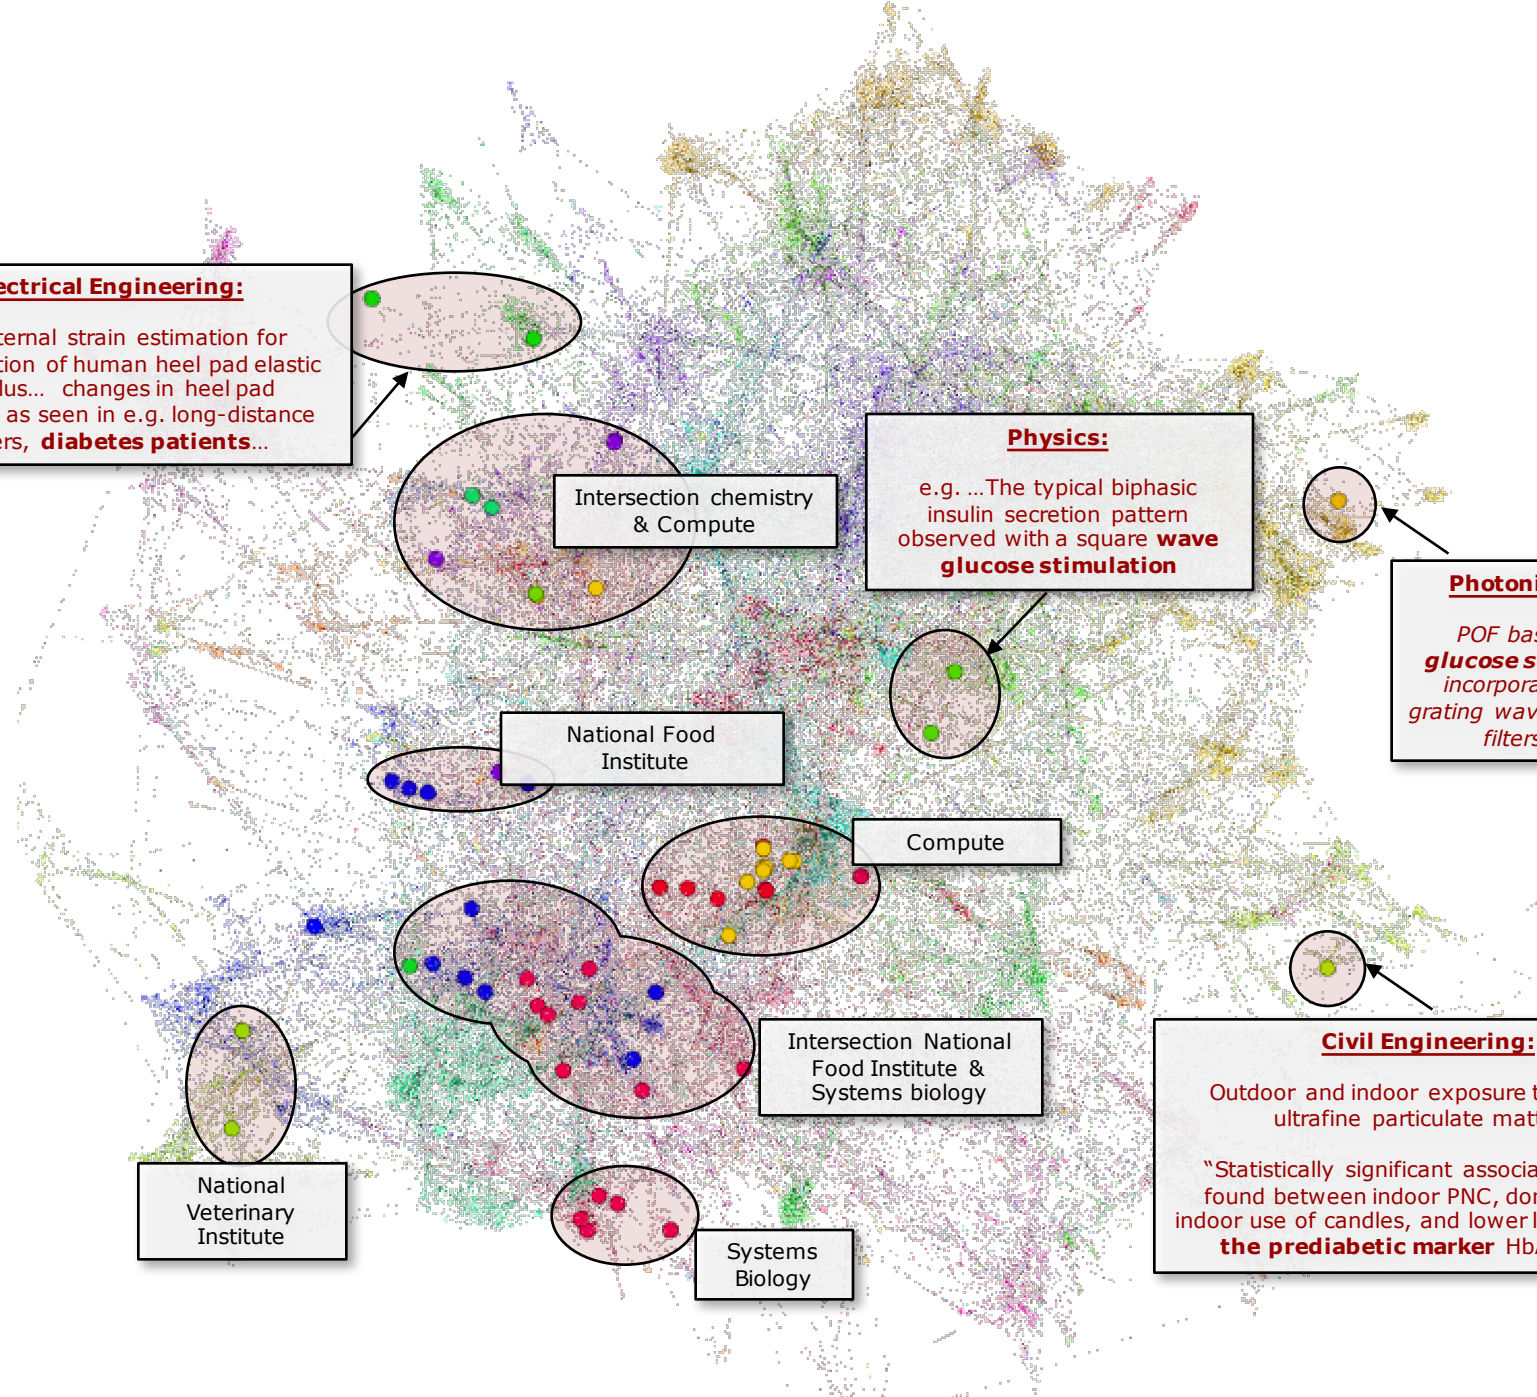 ectrical Engineering:
ternal strain estimation for
tion of human heel pad elastic
lus... changes in heel pad
as seen in e.g. long-distance
ers, diabetes patients...
Intersection chemistry
& Compute
Physics:
e.g. ...The typical biphasic
insulin secretion pattern
observed with a square wave
glucose stimulation
Photoni
POF bas
glucose s
incorpora
grating wav
filters
National Food
Institute
Compute
Intersection National
Food Institute &
Systems biology
Civil Engineering:
Outdoor and indoor exposure t
ultrafine particulate matt
“Statistically significant associa
found between indoor PNC, dor
indoor use of candles, and lower l
the prediabetic marker HbA
National
Veterinary
Institute
Systems
Biology